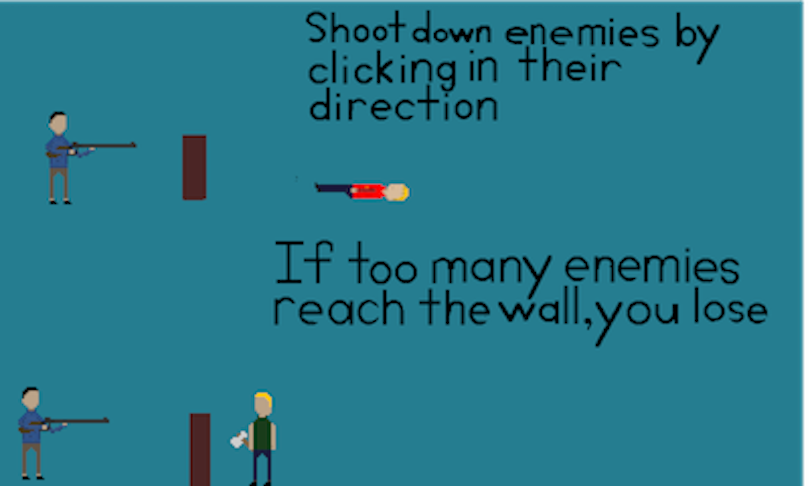 Shoot down enemies by
clicking in their
direction
If too many enemies
reach the wall, you lose